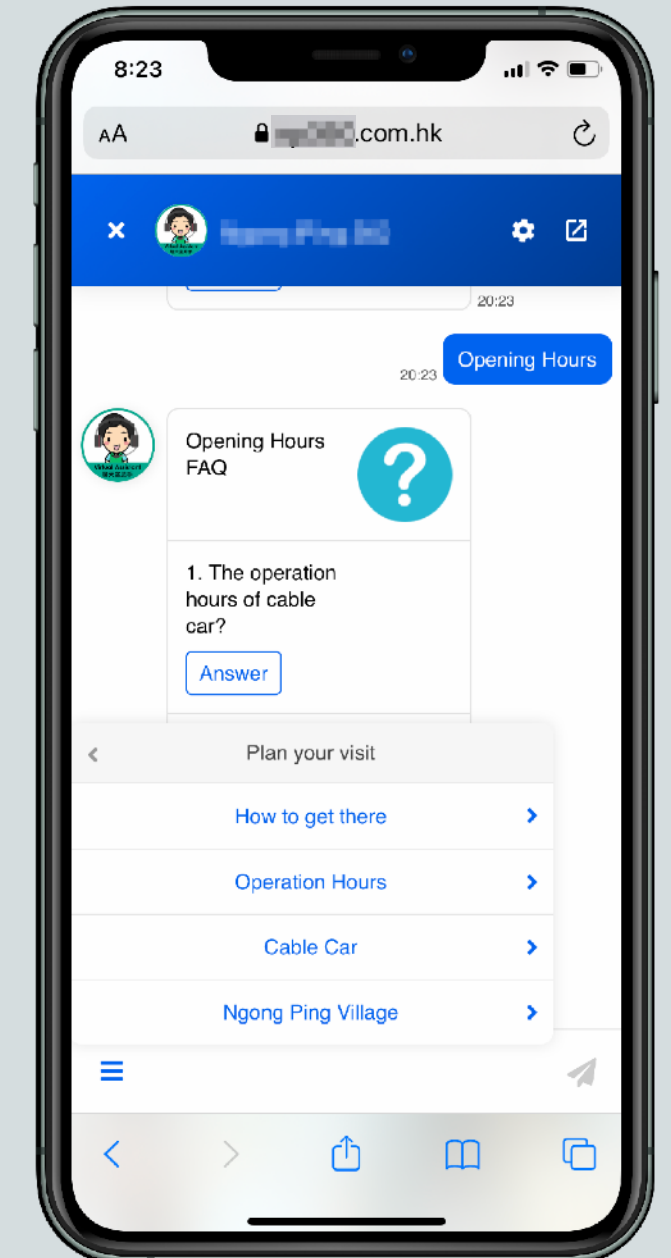 8:23
AA
.com.hk
20:23
Opening Hours
20:23
Opening Hours
FAQ
?
1. The operation
hours of cable
car?
Answer
Plan your visit
How to get there
Operation Hours
Cable Car
Ngong Ping Village